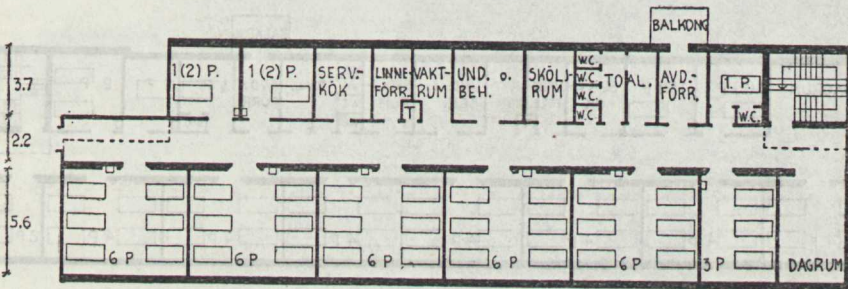 BALKONG
3.7
1 (2) P.
1 (2) P.
SERV.-
KÖK
LINNE-
FÖRR.
T
VAKT-
RUM
UND. o.
BEH.
SKÖLJ-
RUM
W.C.
W.C.
W.C.
W.C.
TOAL.
AVD.-
FÖRR.
1. P.
W.C.
2.2
5.6
6 P
6 P
6 P
6 P
6 P
3 P
DAGRUM